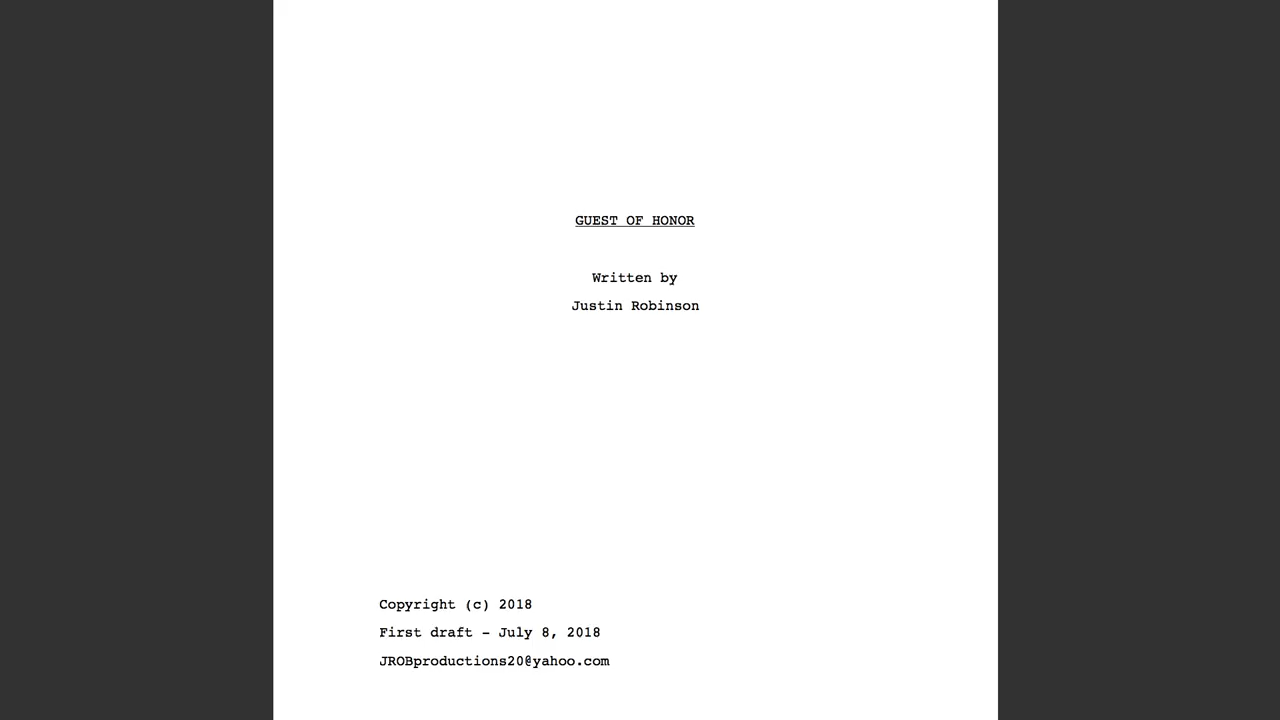 GUEST OF HONOR
Written by
Justin Robinson
Copyright (c) 2018
First draft - July 8, 2018
JROBproductions20@yahoo.com